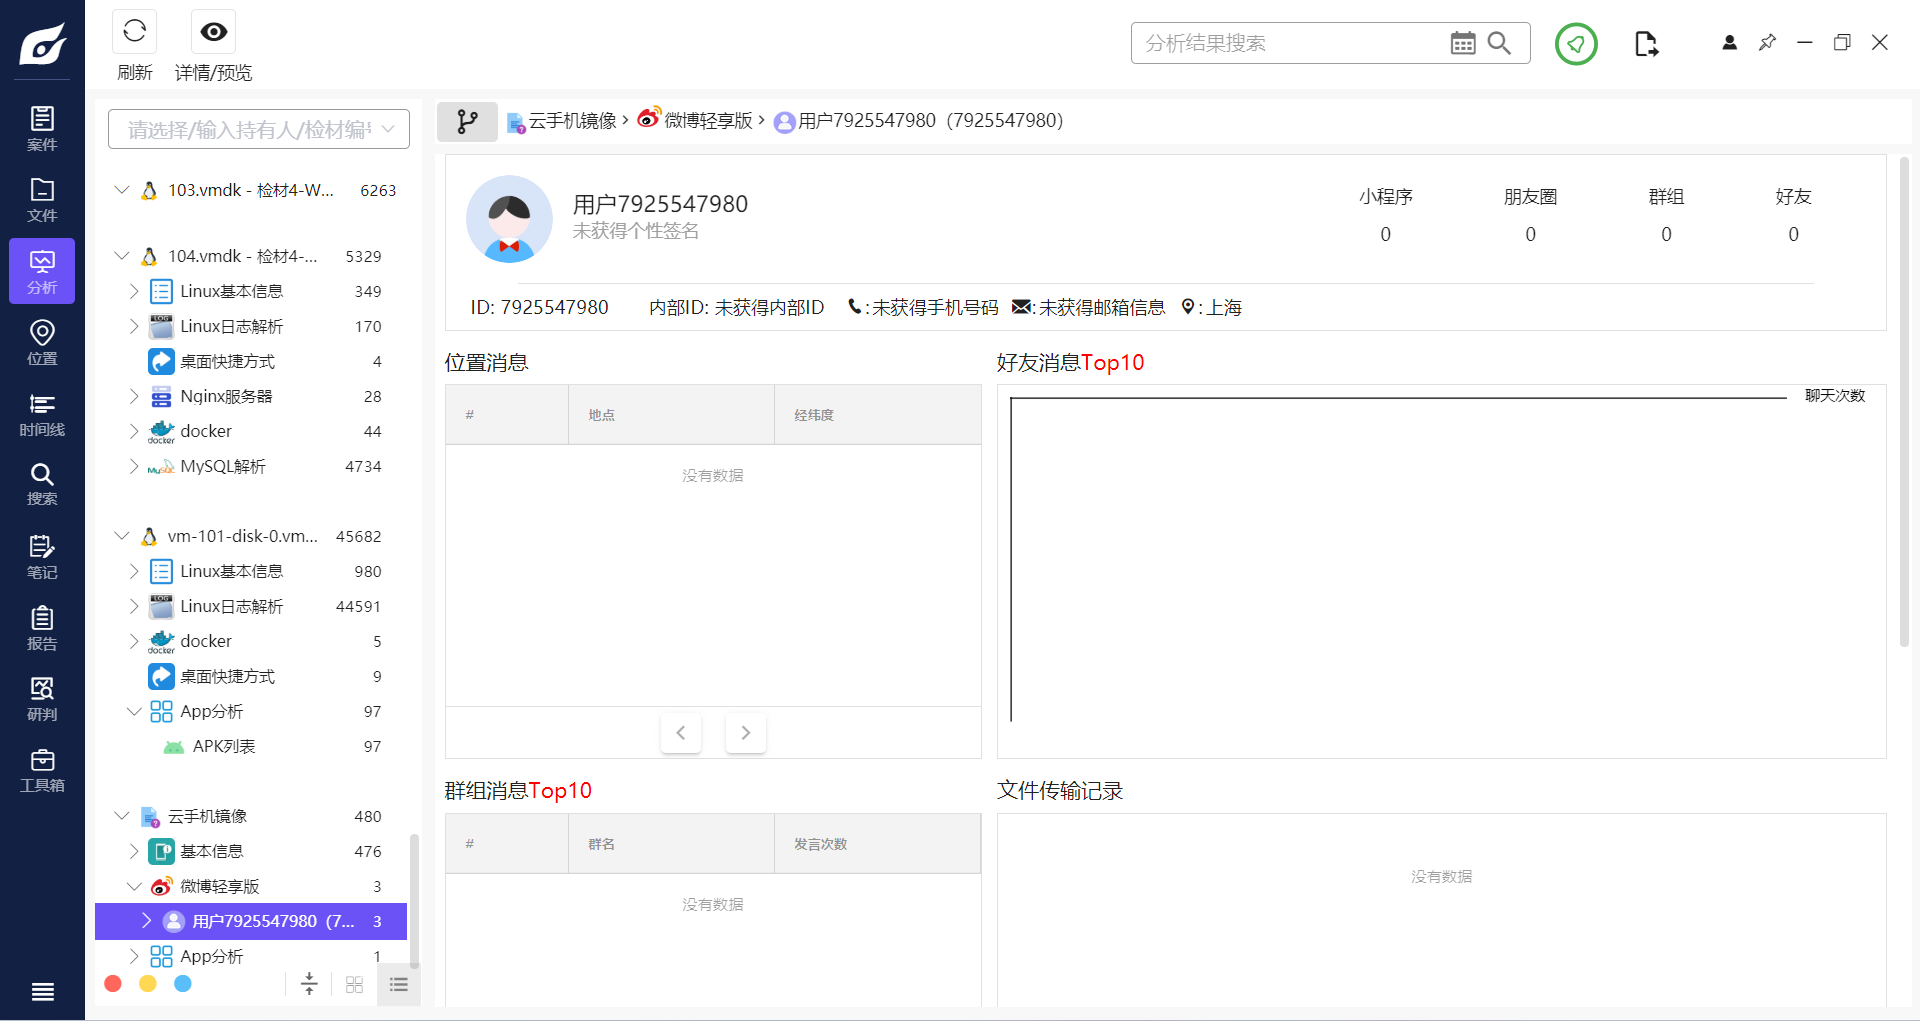 刷新
详情/预览
分析结果搜索
案件
文件
分析
位置
时间线
搜索
笔记
报告
研判
工具箱
请选择/输入持有人/检材编号
103.vmdk - 检材4-W... 6263
104.vmdk - 检材4-... 5329
Linux基本信息 349
Linux日志解析 170
桌面快捷方式 4
Nginx服务器 28
docker 44
MySQL解析 4734
vm-101-disk-0.vm... 45682
Linux基本信息 980
Linux日志解析 44591
docker 5
桌面快捷方式 9
App分析 97
APK列表 97
云手机镜像 480
基本信息 476
微博轻享版 3
用户7925547980（7... 3
App分析 1
云手机镜像 › 微博轻享版 › 用户7925547980（7925547980）
用户7925547980
未获得个性签名
小程序 朋友圈 群组 好友
0 0 0 0
ID: 7925547980 内部ID: 未获得内部ID : 未获得手机号码 : 未获得邮箱信息 : 上海
位置消息
# 地点 经纬度
没有数据
好友消息Top10
聊天次数
群组消息Top10
# 群名 发言次数
没有数据
文件传输记录
没有数据